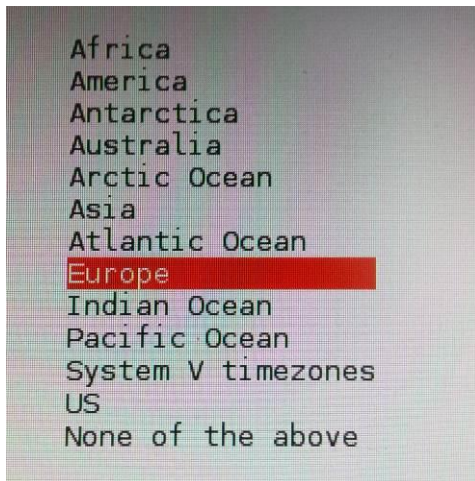 Africa
America
Antarctica
Australia
Arctic Ocean
Asia
Atlantic Ocean
Europe
Indian Ocean
Pacific Ocean
System V timezones
US
None of the above